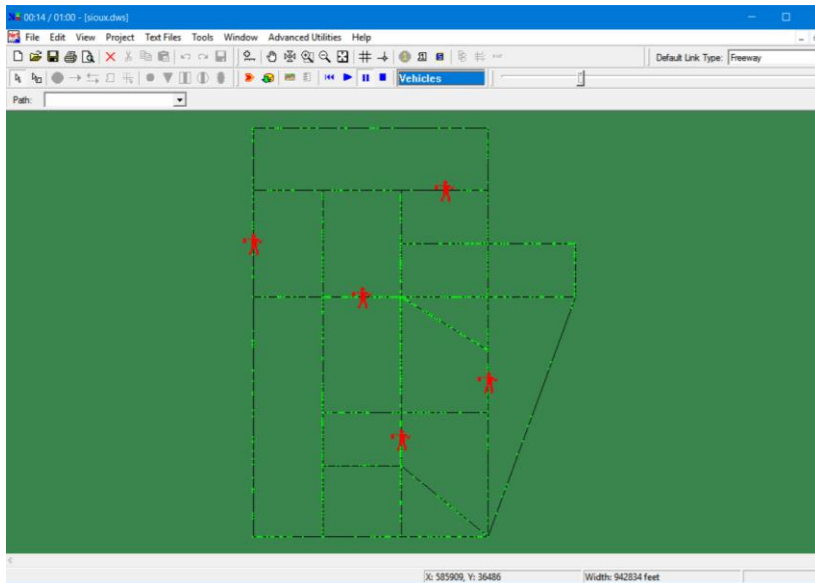 00:14 / 01:00 - [sioux.dws]
File Edit View Project Text Files Tools Window Advanced Utilities Help
Default Link Type: Freeway
Vehicles
Path:
X: 585909, Y: 36486 Width: 942834 feet